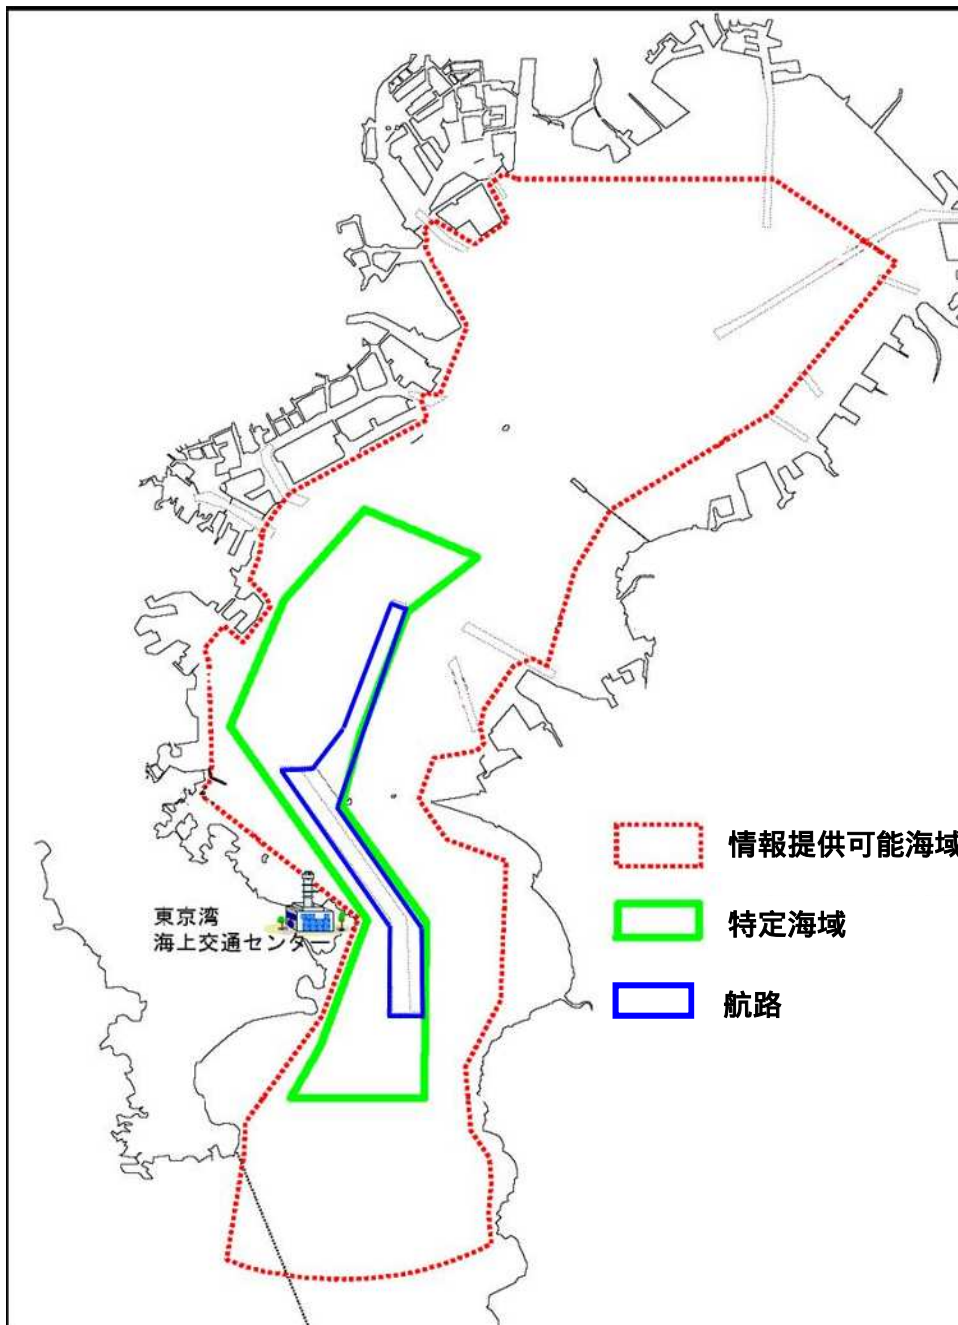 情報提供可能海域
東京湾
海上交通センター
特定海域
航路